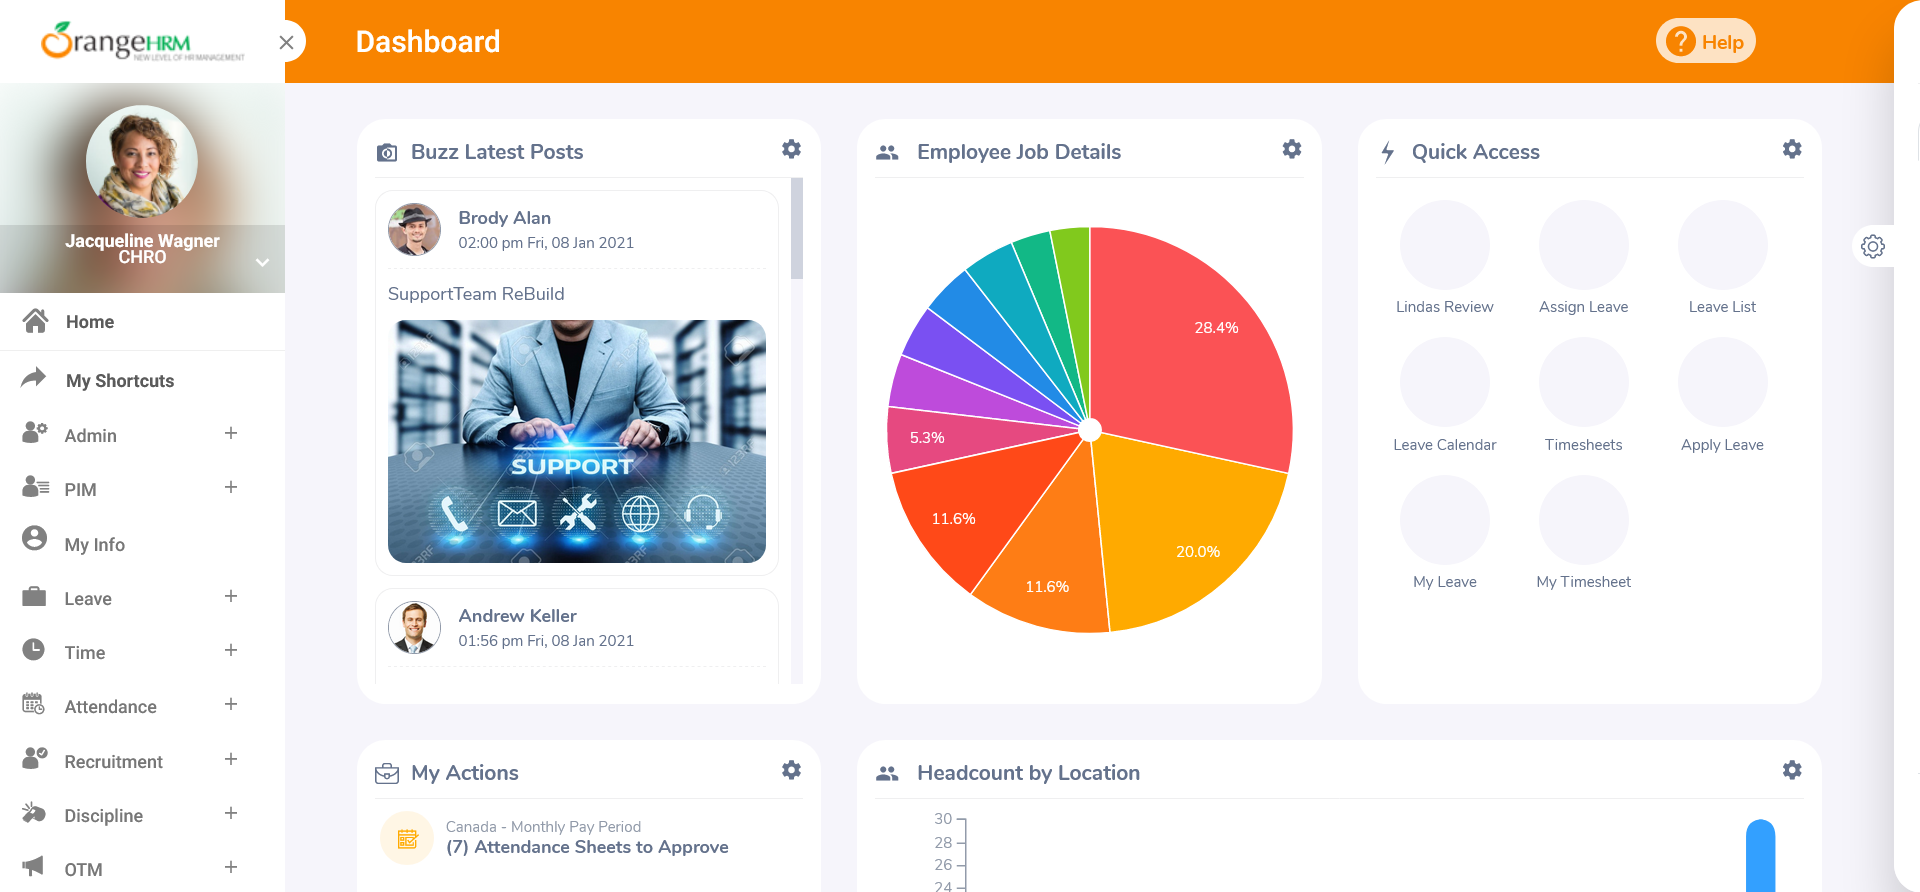 OrangeHRM
NEW LEVEL OF HR MANAGEMENT
Dashboard
? Help
Jacqueline Wagner
CHRO
Home
My Shortcuts
Admin
PIM
My Info
Leave
Time
Attendance
Recruitment
Discipline
OTM
Buzz Latest Posts
Brody Alan
02:00 pm Fri, 08 Jan 2021
SupportTeam ReBuild
SUPPORT
123RF
Andrew Keller
01:56 pm Fri, 08 Jan 2021
Employee Job Details
28.4%
5.3%
11.6%
20.0%
11.6%
Quick Access
Lindas Review
Assign Leave
Leave List
Leave Calendar
Timesheets
Apply Leave
My Leave
My Timesheet
My Actions
Canada - Monthly Pay Period
(7) Attendance Sheets to Approve
Headcount by Location
30
28
26
24